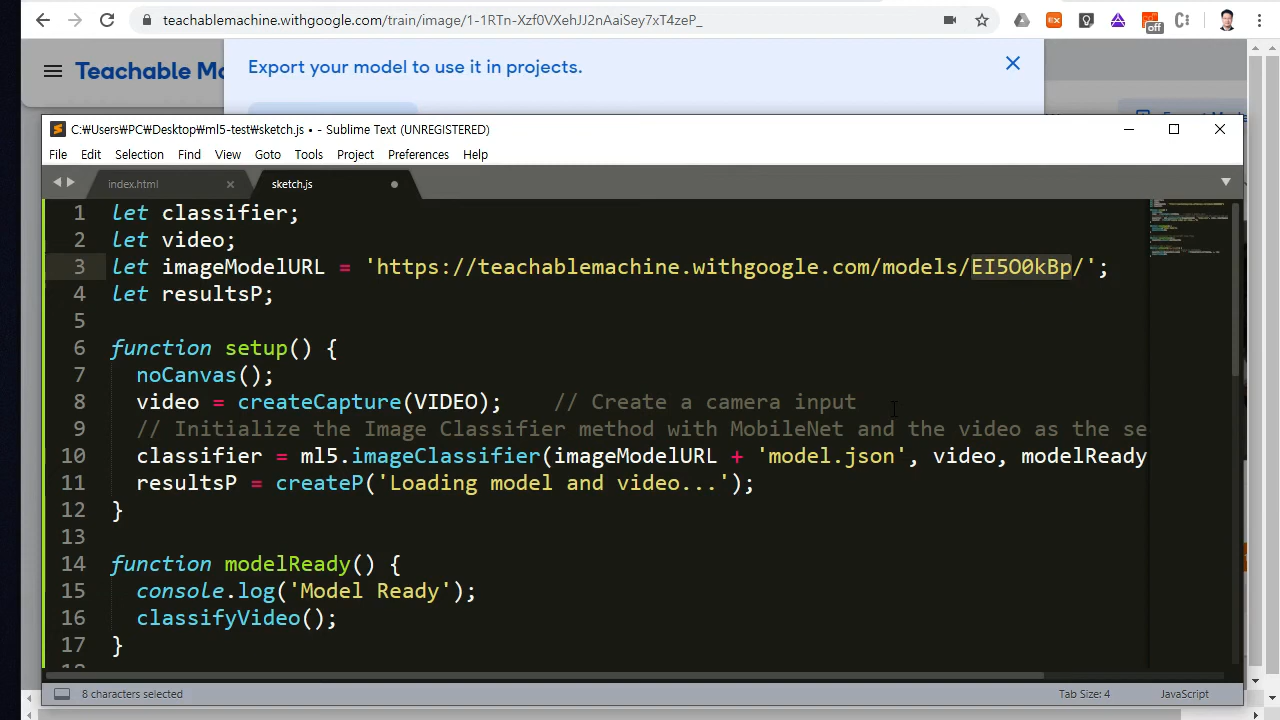 teachablemachine.withgoogle.com/train/image/1-1RTn-Xzf0VXehJJ2nAaiSey7xT4zeP_
off
Teachable Ma
Export your model to use it in projects.
C:₩Users₩PC₩Desktop₩ml5-test₩sketch.js • - Sublime Text (UNREGISTERED)
File Edit Selection Find View Goto Tools Project Preferences Help
index.html
sketch.js
1 let classifier;
2 let video;
3 let imageModelURL = 'https://teachablemachine.withgoogle.com/models/EI5O0kBp/';
4 let resultsP;
5
6 function setup() {
7 noCanvas();
8 video = createCapture(VIDEO); // Create a camera input
9 // Initialize the Image Classifier method with MobileNet and the video as the se
10 classifier = ml5.imageClassifier(imageModelURL + 'model.json', video, modelReady
11 resultsP = createP('Loading model and video...');
12 }
13
14 function modelReady() {
15 console.log('Model Ready');
16 classifyVideo();
17 }
8 characters selected
Tab Size: 4
JavaScript